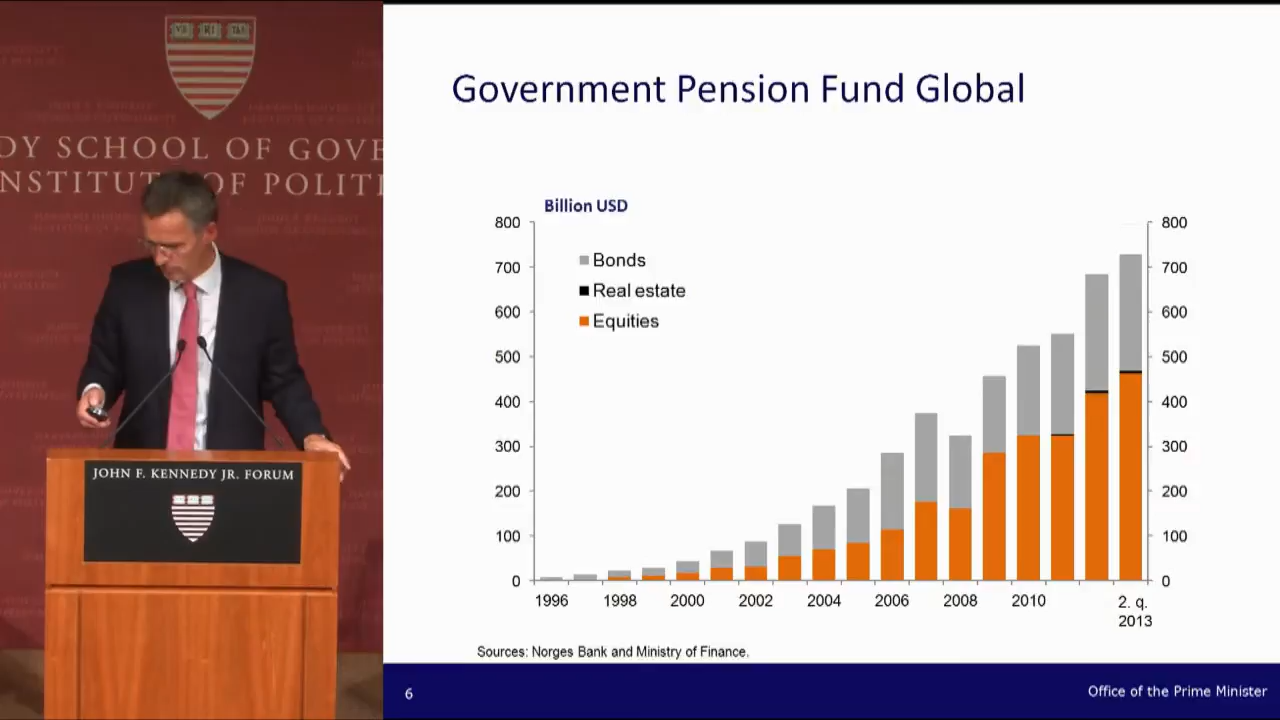 DY SCHOOL OF GOVE
NSTITUT OF POLITI
JOHN F. KENNEDY JR. FORUM
Government Pension Fund Global
Billion USD
800
700
600
500
400
300
200
100
0
Bonds
Real estate
Equities
800
700
600
500
400
300
200
100
0
1996 1998 2000 2002 2004 2006 2008 2010 2. q.
2013
Sources: Norges Bank and Ministry of Finance.
6 Office of the Prime Minister